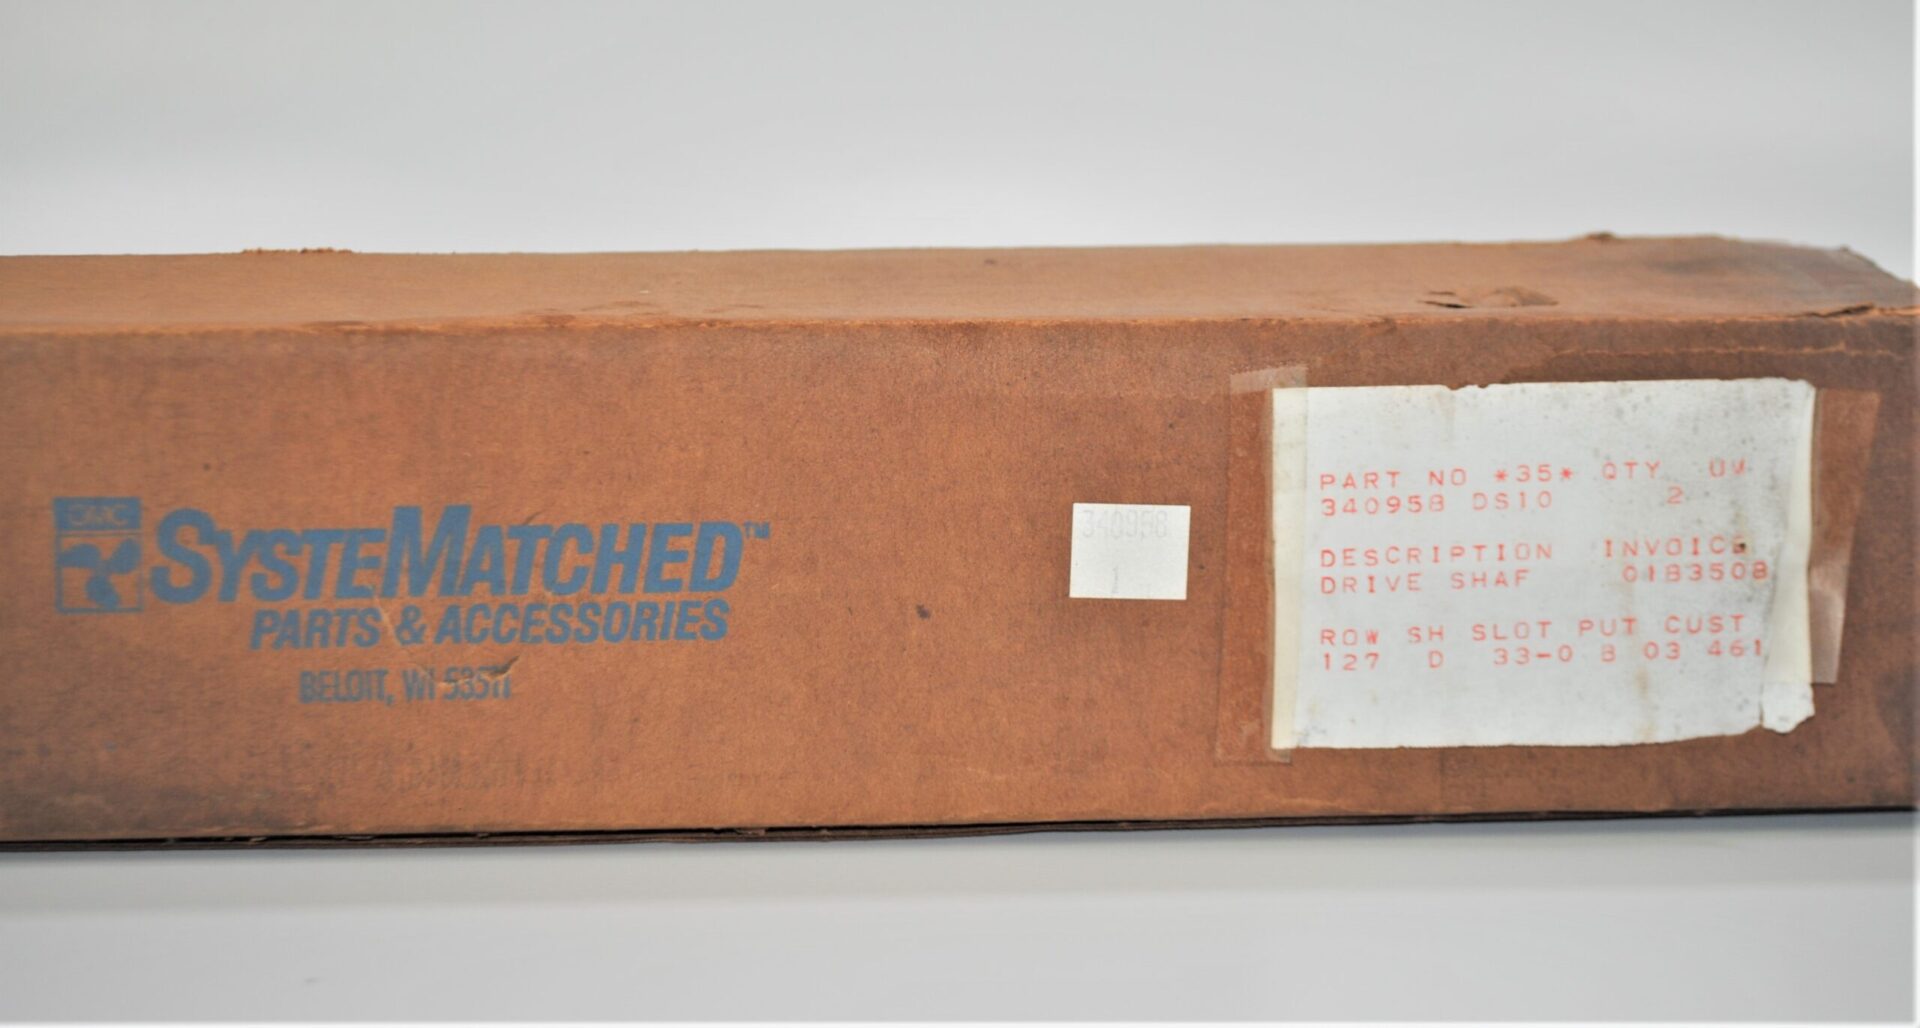 OMC
SYSTEMATCHED™
PARTS & ACCESSORIES
BELOIT, WI 53511
340958
1
PART NO *35* QTY UM
340958 DS10 2
DESCRIPTION INVOICE
DRIVE SHAF 0183508
ROW SH SLOT PUT CUST
127 D 33-0 B 03 461